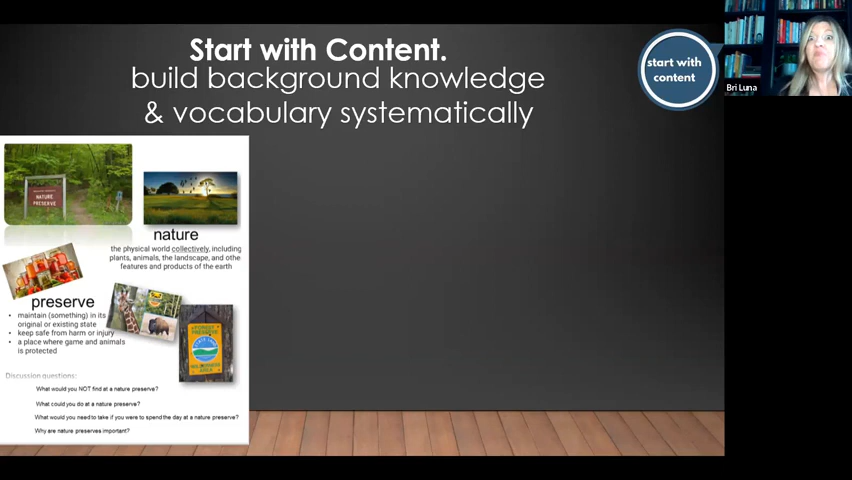 Start with Content.
build background knowledge
& vocabulary systematically
start with
content
Bri Luna
NATURE
PRESERVE
nature
the physical world collectively, including
plants, animals, the landscape, and othe
features and products of the earth
preserve
• maintain (something) in its
original or existing state
• keep safe from harm or injury
• a place where game and animals
is protected
Discussion questions:
What would you NOT find at a nature preserve?
What could you do at a nature preserve?
What would you need to take if you were to spend the day at a nature preserve?
Why are nature preserves important?